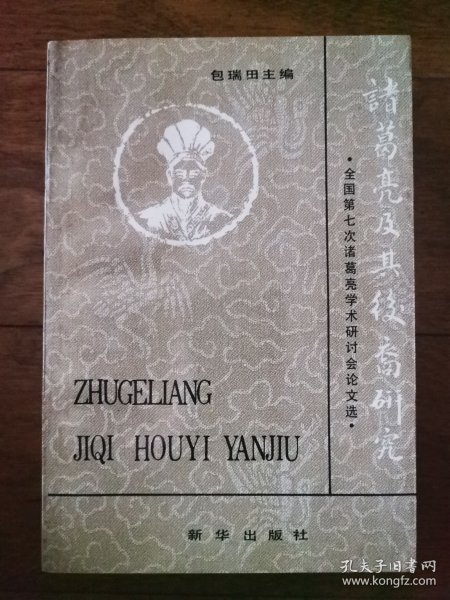 包瑞田主编
諸葛亮及其後裔研究
·全国第七次诸葛亮学术研讨会论文选·
ZHUGELIANG
JIQI HOUYI YANJIU
新华出版社
孔夫子旧书网
www.kongfz.com